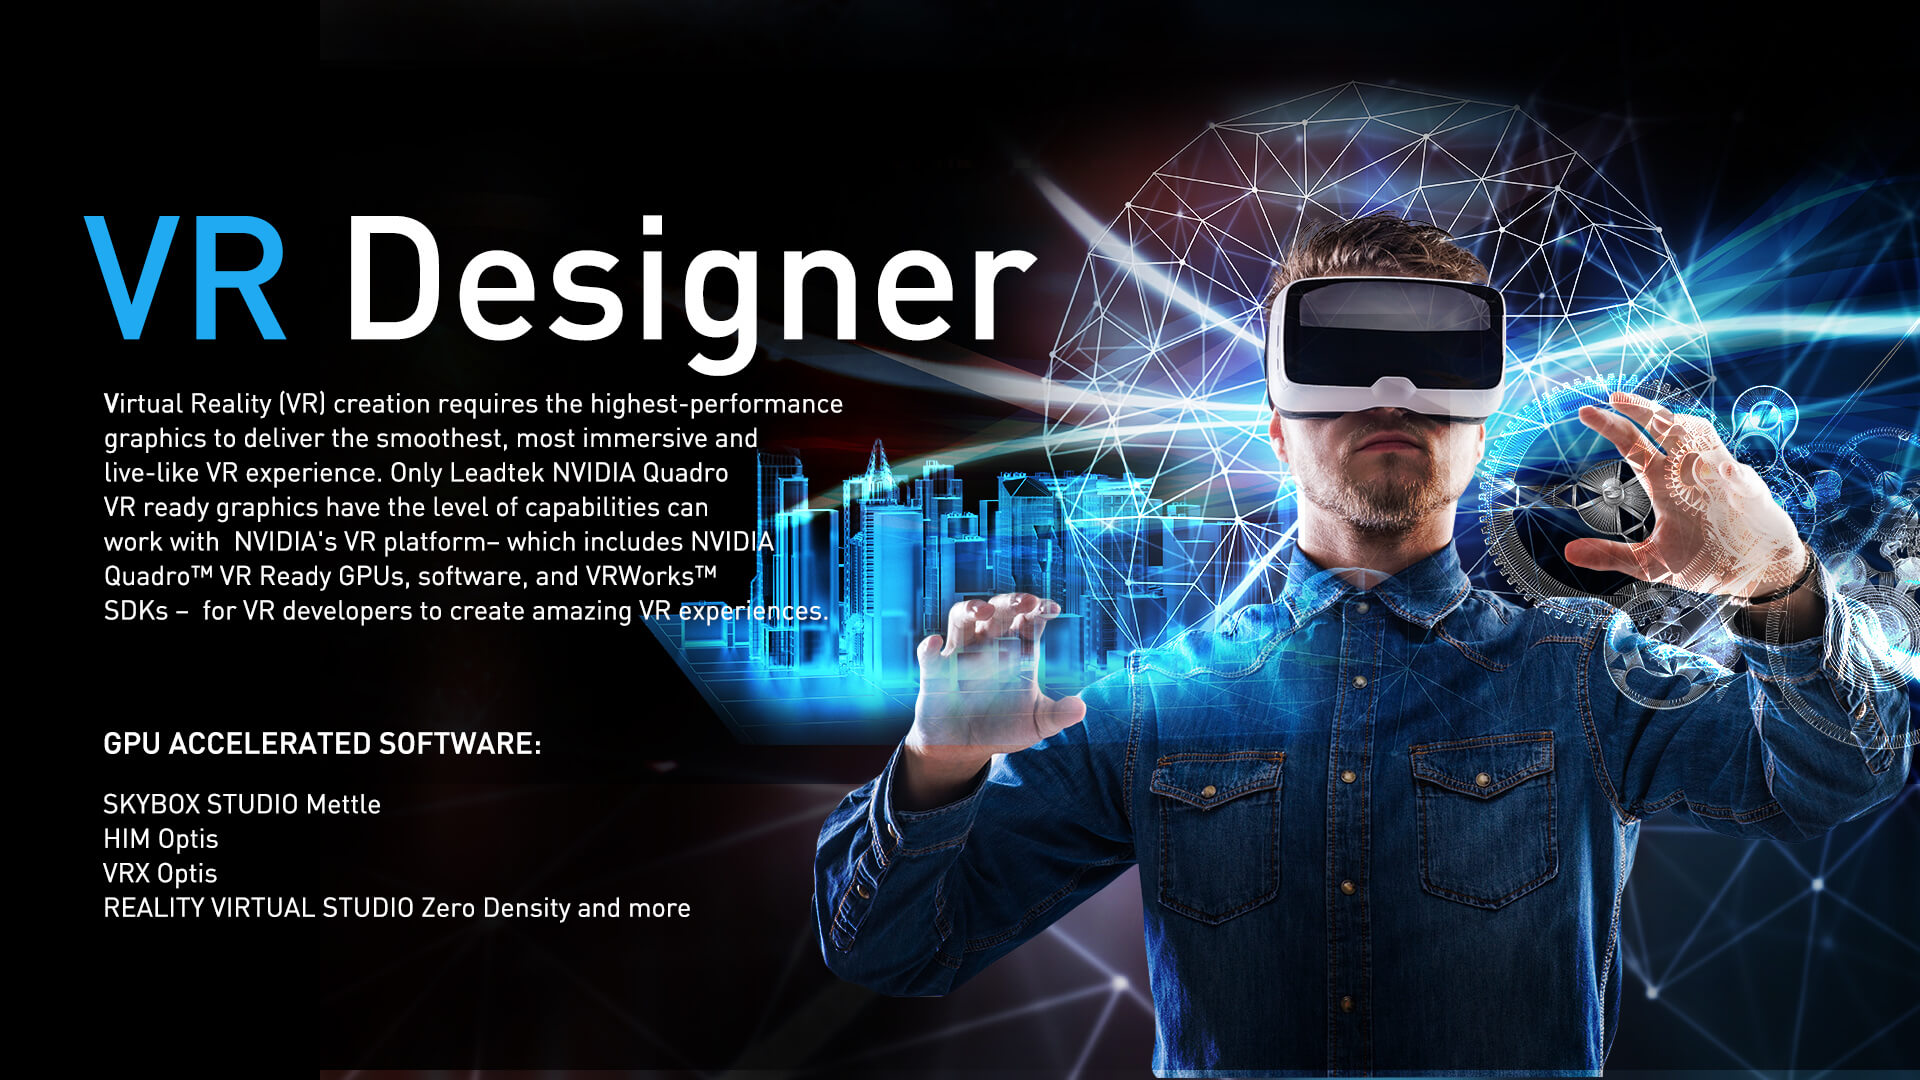 VR Designer
Virtual Reality (VR) creation requires the highest-performance
graphics to deliver the smoothest, most immersive and
live-like VR experience. Only Leadtek NVIDIA Quadro
VR ready graphics have the level of capabilities can
work with  NVIDIA's VR platform– which includes NVIDIA
Quadro™ VR Ready GPUs, software, and VRWorks™
SDKs –  for VR developers to create amazing VR experiences.
GPU ACCELERATED SOFTWARE:
SKYBOX STUDIO Mettle
HIM Optis
VRX Optis
REALITY VIRTUAL STUDIO Zero Density and more